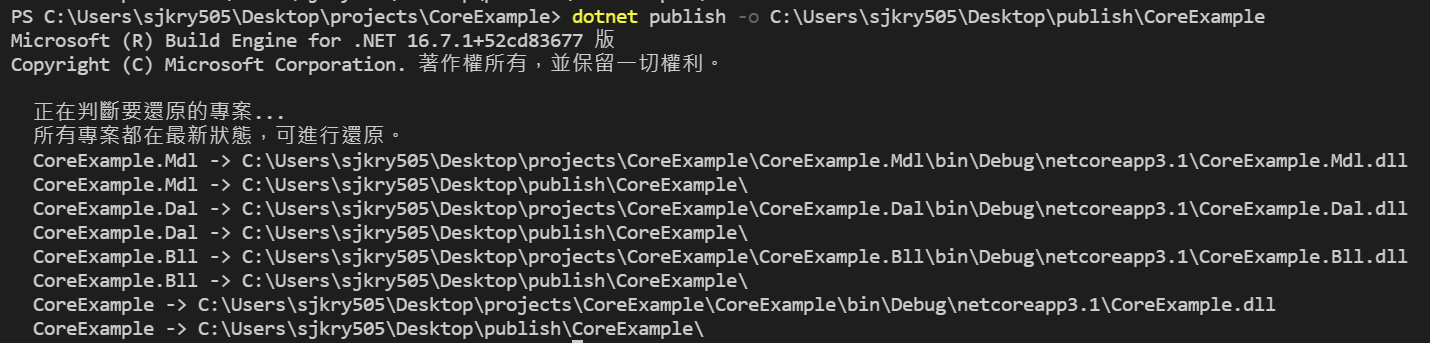 PS C:\Users\sjkry505\Desktop\projects\CoreExample> dotnet publish -o C:\Users\sjkry505\Desktop\publish\CoreExample
Microsoft (R) Build Engine for .NET 16.7.1+52cd83677 版
Copyright (C) Microsoft Corporation. 著作權所有，並保留一切權利。
正在判斷要還原的專案...
所有專案都在最新狀態，可進行還原。
CoreExample.Mdl -> C:\Users\sjkry505\Desktop\projects\CoreExample\CoreExample.Mdl\bin\Debug\netcoreapp3.1\CoreExample.Mdl.dll
CoreExample.Mdl -> C:\Users\sjkry505\Desktop\publish\CoreExample\
CoreExample.Dal -> C:\Users\sjkry505\Desktop\projects\CoreExample\CoreExample.Dal\bin\Debug\netcoreapp3.1\CoreExample.Dal.dll
CoreExample.Dal -> C:\Users\sjkry505\Desktop\publish\CoreExample\
CoreExample.Bll -> C:\Users\sjkry505\Desktop\projects\CoreExample\CoreExample.Bll\bin\Debug\netcoreapp3.1\CoreExample.Bll.dll
CoreExample.Bll -> C:\Users\sjkry505\Desktop\publish\CoreExample\
CoreExample -> C:\Users\sjkry505\Desktop\projects\CoreExample\CoreExample\bin\Debug\netcoreapp3.1\CoreExample.dll
CoreExample -> C:\Users\sjkry505\Desktop\publish\CoreExample\